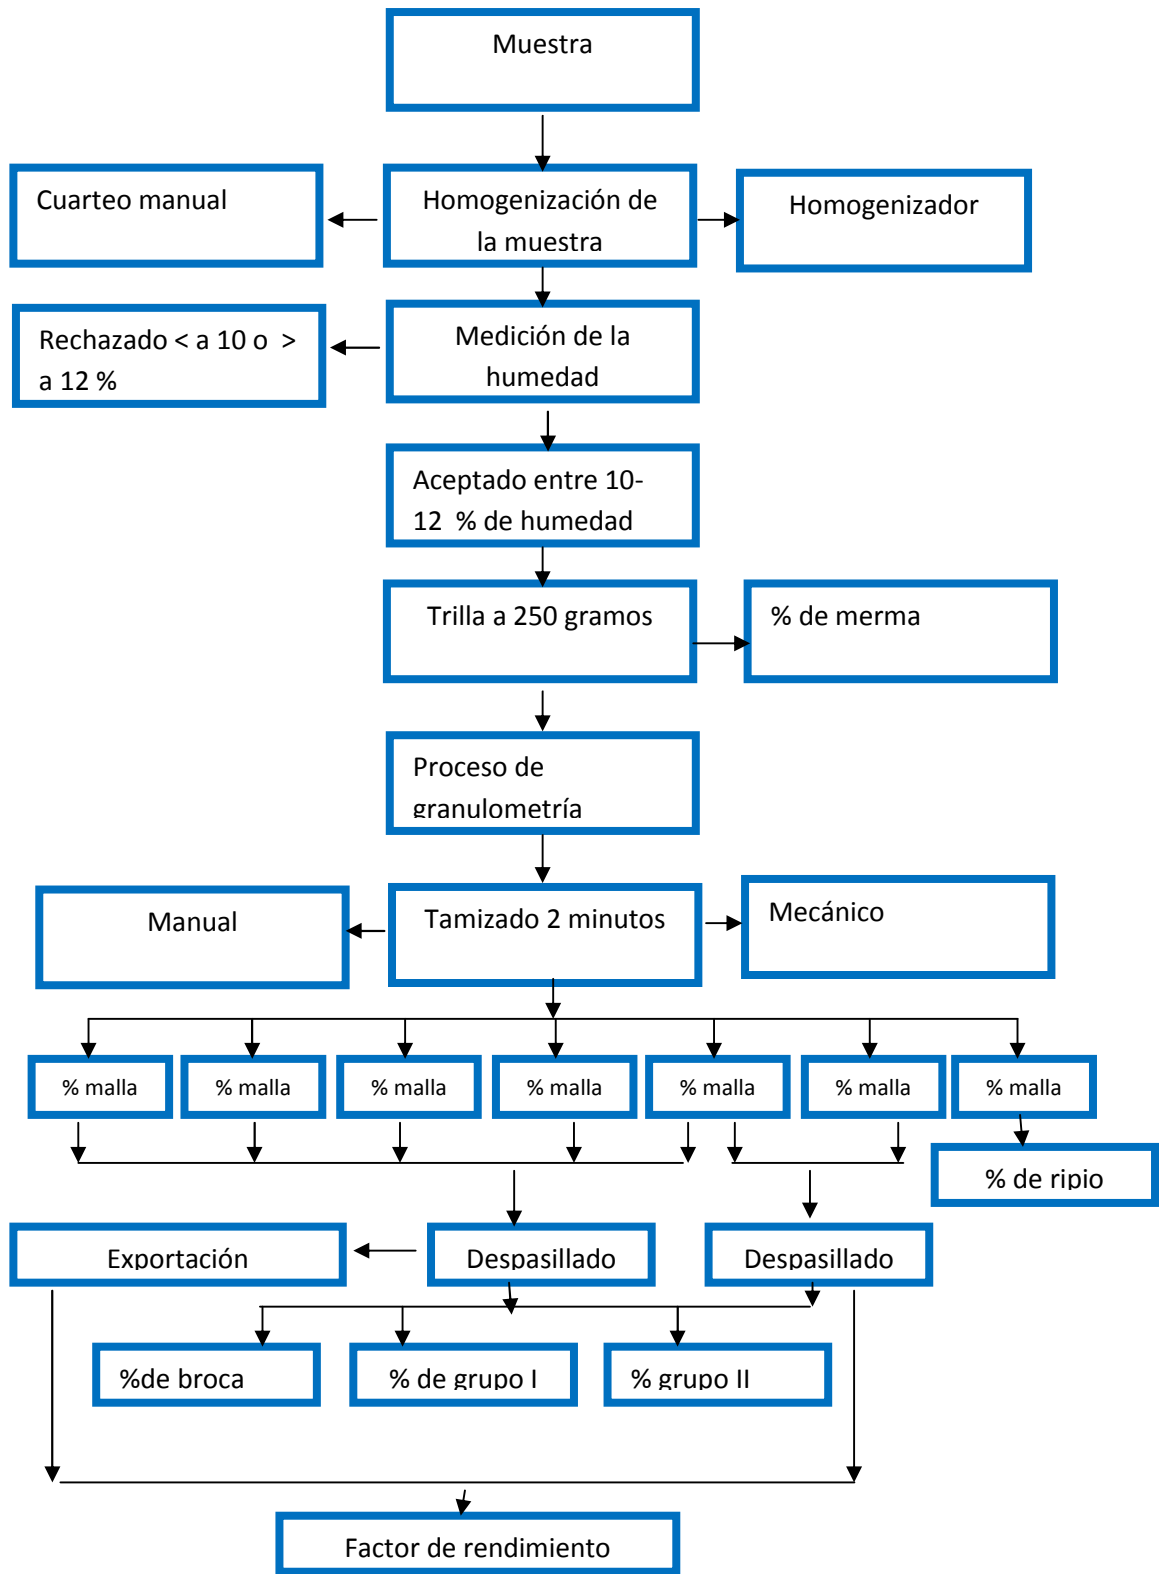 Muestra
Cuarteo manual
Homogenización de
la muestra
Homogenizador
Rechazado < a 10 o >
a 12 %
Medición de la
humedad
Aceptado entre 10-
12 % de humedad
Trilla a 250 gramos
% de merma
Proceso de
granulometría
Manual
Tamizado 2 minutos
Mecánico
% malla
% malla
% malla
% malla
% malla
% malla
% malla
% de ripio
Exportación
Despasillado
Despasillado
%de broca
% de grupo I
% grupo II
Factor de rendimiento